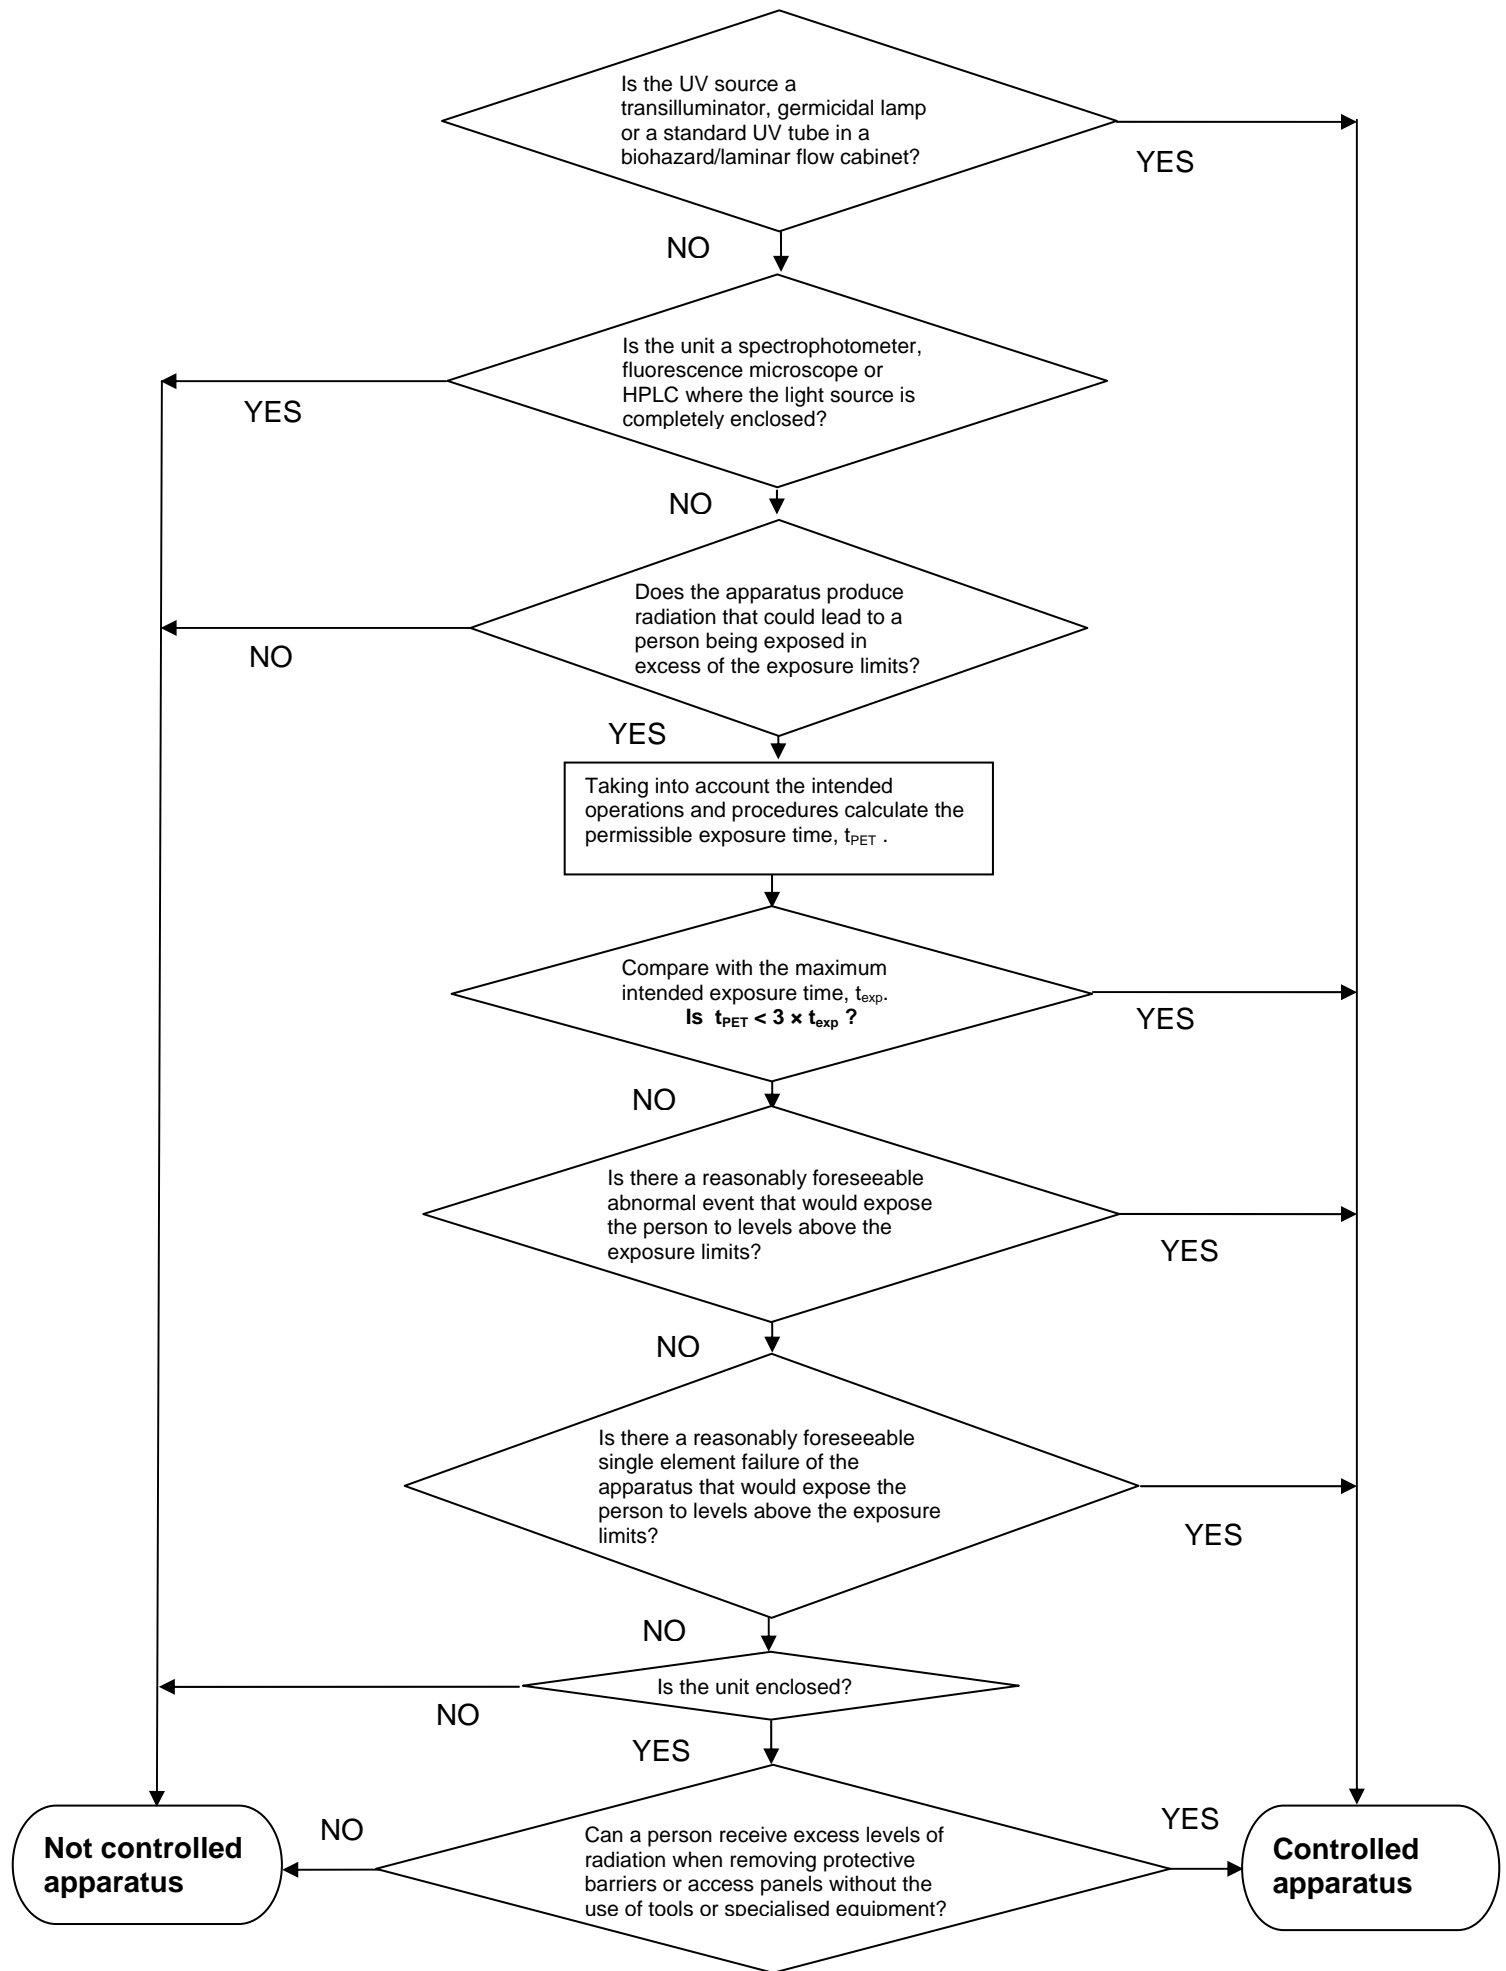 Is the UV source a
transilluminator, germicidal lamp
or a standard UV tube in a
biohazard/laminar flow cabinet?
YES
NO
Is the unit a spectrophotometer,
fluorescence microscope or
HPLC where the light source is
completely enclosed?
YES
NO
Does the apparatus produce
radiation that could lead to a
person being exposed in
excess of the exposure limits?
NO
YES
Taking into account the intended
operations and procedures calculate the
permissible exposure time, tPET .
Compare with the maximum
intended exposure time, texp.
Is tPET < 3 × texp ?
YES
NO
Is there a reasonably foreseeable
abnormal event that would expose
the person to levels above the
exposure limits?
YES
NO
Is there a reasonably foreseeable
single element failure of the
apparatus that would expose the
person to levels above the exposure
limits?
YES
NO
Is the unit enclosed?
NO
YES
Not controlled
apparatus
NO
Can a person receive excess levels of
radiation when removing protective
barriers or access panels without the
use of tools or specialised equipment?
YES
Controlled
apparatus